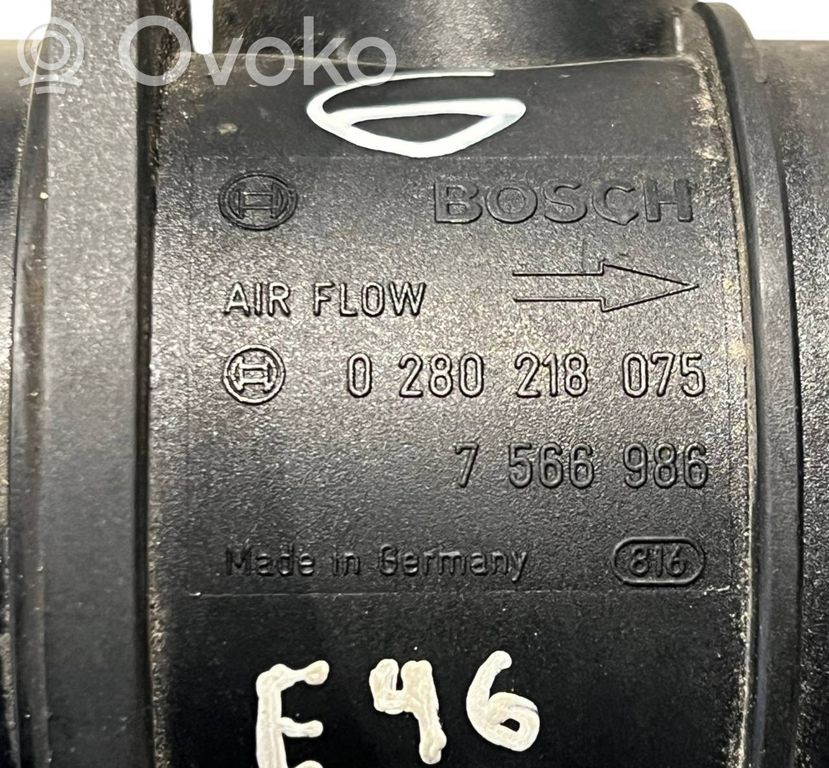 Ovoko
BOSCH
AIR FLOW
0 280 218 075
7 566 986
Made in Germany 816
E46